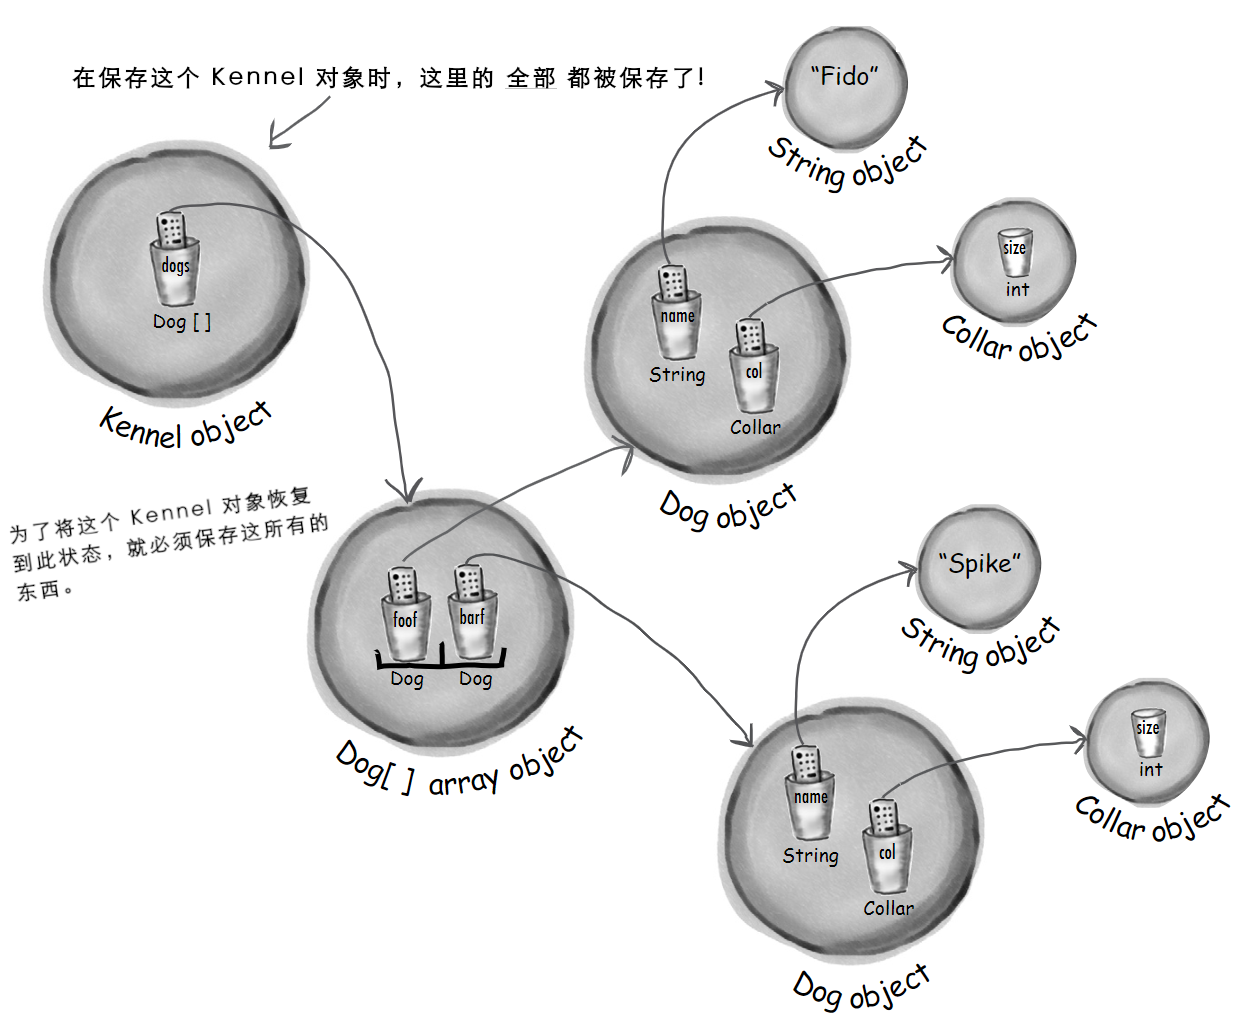 在保存这个 Kennel 对象时，这里的 全部 都被保存了!
“Fido”
String object
dogs
Dog [ ]
Kennel object
name
String
col
Collar
Dog object
size
int
Collar object
为了将这个 Kennel 对象恢复
到此状态，就必须保存这所有的
东西。
foof
barf
Dog
Dog
Dog[ ] array object
“Spike”
String object
name
String
col
Collar
Dog object
size
int
Collar object